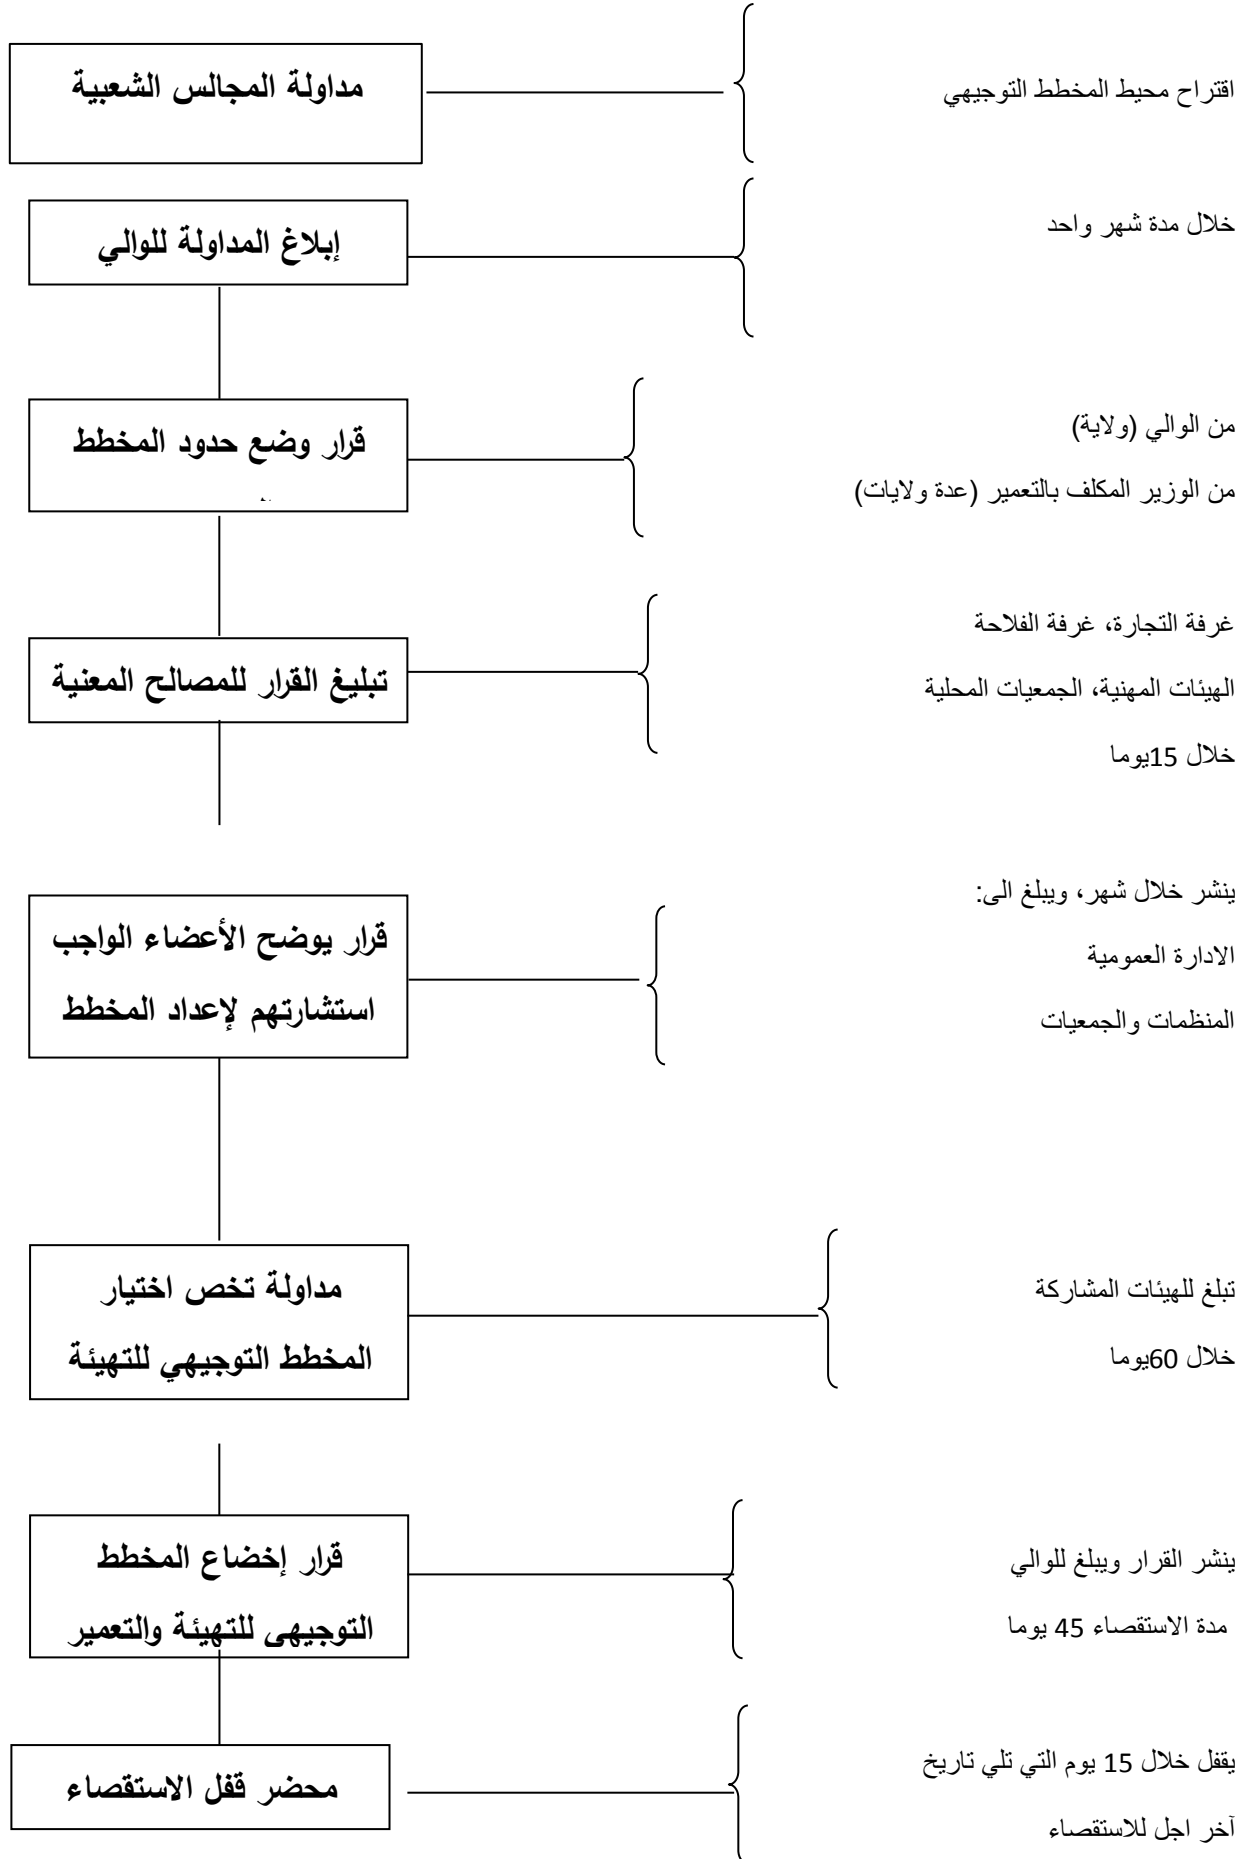 مداولة المجالس الشعبية
اقتراح محيط المخطط التوجيهي
إبلاغ المداولة للوالي
خلال مدة شهر واحد
قرار وضع حدود المخطط
من الوالي (ولاية)
من الوزير المكلف بالتعمير (عدة ولايات)
تبليغ القرار للمصالح المعنية
غرفة التجارة، غرفة الفلاحة
الهيئات المهنية، الجمعيات المحلية
خلال 15يوما
قرار يوضح الأعضاء الواجب
استشارتهم لإعداد المخطط
ينشر خلال شهر، ويبلغ الى:
الادارة العمومية
المنظمات والجمعيات
مداولة تخص اختيار
المخطط التوجيهي للتهيئة
تبلغ للهيئات المشاركة
خلال 60يوما
قرار إخضاع المخطط
التوجيهي للتهيئة والتعمير
ينشر القرار ويبلغ للوالي
مدة الاستقصاء 45 يوما
محضر قفل الاستقصاء
يقفل خلال 15 يوم التي تلي تاريخ
آخر اجل للاستقصاء